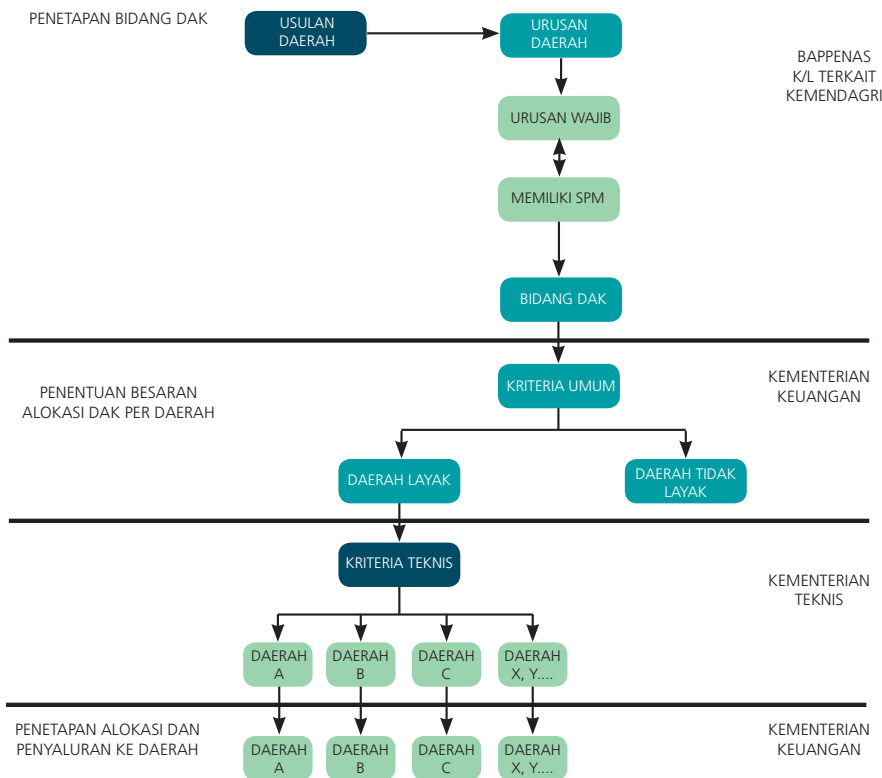 PENETAPAN BIDANG DAK
USULAN
DAERAH
URUSAN
DAERAH
BAPPENAS
K/L TERKAIT
KEMENDAGRI
URUSAN WAJIB
MEMILIKI SPM
BIDANG DAK
PENENTUAN BESARAN
ALOKASI DAK PER DAERAH
KRITERIA UMUM
KEMENTERIAN
KEUANGAN
DAERAH LAYAK
DAERAH TIDAK
LAYAK
KRITERIA TEKNIS
KEMENTERIAN
TEKNIS
DAERAH
A
DAERAH
B
DAERAH
C
DAERAH
X, Y....
PENETAPAN ALOKASI DAN
PENYALURAN KE DAERAH
DAERAH
A
DAERAH
B
DAERAH
C
DAERAH
X, Y....
KEMENTERIAN
KEUANGAN